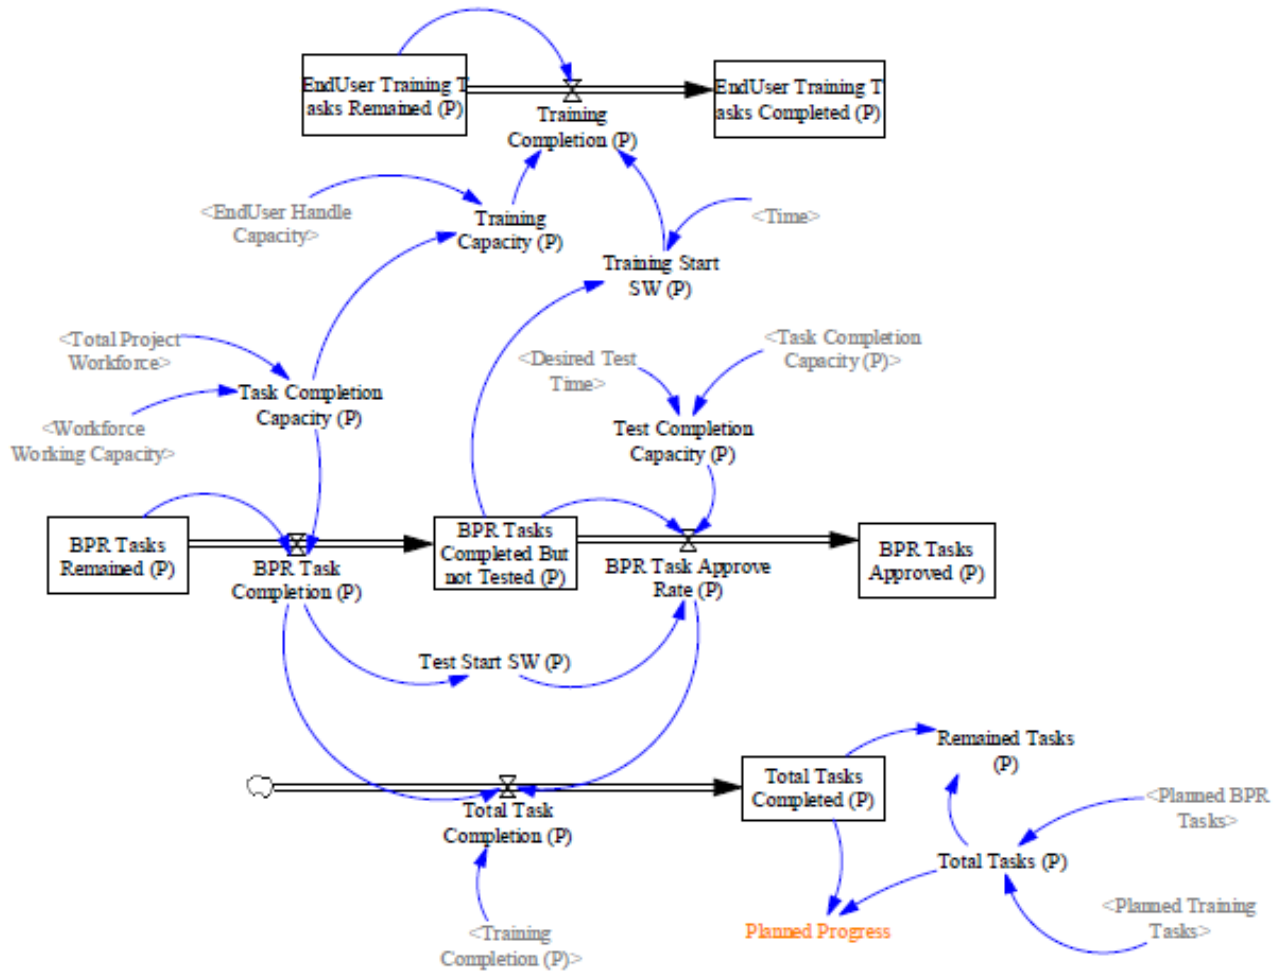 EndUser Training T
asks Remained (P)
EndUser Training T
asks Completed (P)
Training
Completion (P)
<EndUser Handle
Capacity>
Training
Capacity (P)
<Time>
Training Start
SW (P)
<Total Project
Workforce>
<Desired Test
Time>
<Task Completion
Capacity (P)>
Task Completion
Capacity (P)
<Workforce
Working Capacity>
Test Completion
Capacity (P)
BPR Tasks
Remained (P)
BPR Task
Completion (P)
BPR Tasks
Completed But
not Tested (P)
BPR Task Approve
Rate (P)
BPR Tasks
Approved (P)
Test Start SW (P)
Remained Tasks
(P)
Total Tasks
Completed (P)
Total Task
Completion (P)
<Planned BPR
Tasks>
Total Tasks (P)
<Planned Training
Tasks>
Planned Progress
<Training
Completion (P)>